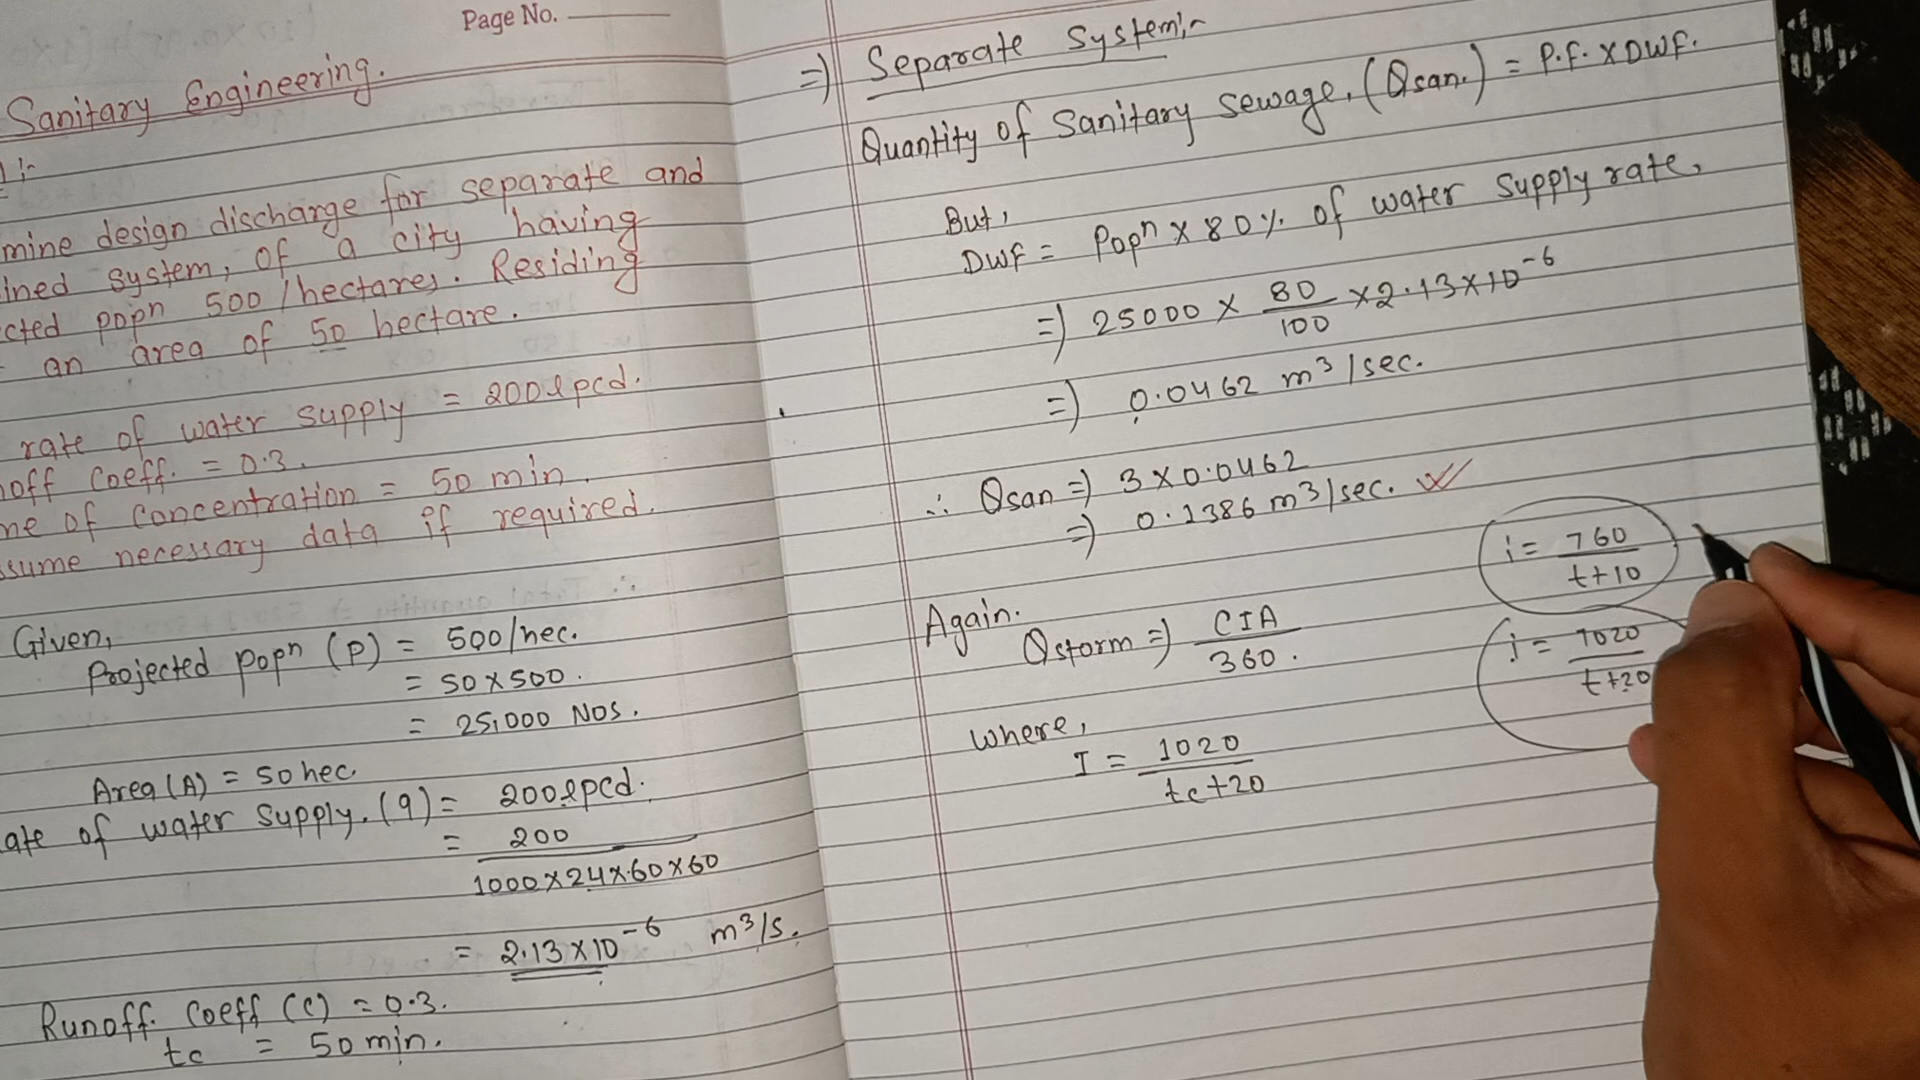 Page No.
Sanitary Engineering.
mine design discharge for separate and
ined system, of a city having
cted popn 500/hectares. Residing
an area of 50 hectare.
rate of water supply = 200lpcd.
off coeff. = 0.3.
me of concentration = 50 min.
sume necessary data if required.
Given,
Projected popn (P) = 500/hec.
= 50×500.
= 25,000 Nos.
Area (A) = 50 hec.
ate of water supply. (q) = 200lpcd.
= 200
1000×24×60×60
= 2.13×10-6 m3/s.
Runoff coeff (c) = 0.3.
tc = 50 min.
=) Separate System:-
Quantity of Sanitary Sewage. (Qsan.) = P.F. × DWF.
But,
DWF = Popn × 80% of water supply rate.
=) 25000 × 80/100 × 2.13×10-6
=) 0.0462 m3/sec.
∴ Qsan =) 3×0.0462
=) 0.1386 m3/sec.
i = 760
t+10
Again.
Qstorm =) CIA
360.
i = 1020
t+20
where,
I = 1020
tc+20